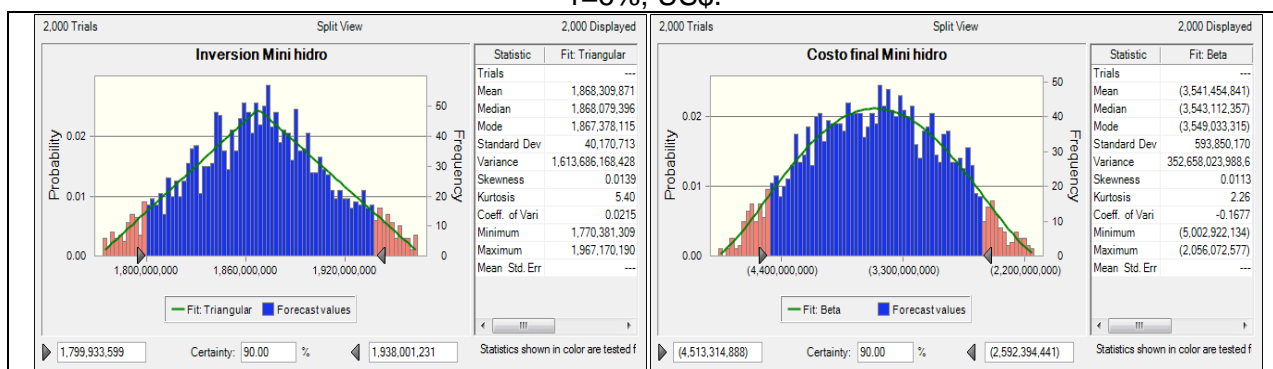 2,000 Trials Split View 2,000 Displayed
Inversion Mini hidro
Probability
0.02
0.01
0.00
50
40
30
20
10
0
Frequency
1,800,000,000 1,860,000,000 1,920,000,000
Fit: Triangular Forecast values
Statistic Fit: Triangular
Trials ---
Mean 1,868,309,871
Median 1,868,079,396
Mode 1,867,378,115
Standard Dev 40,170,713
Variance 1,613,686,168,428
Skewness 0.0139
Kurtosis 5.40
Coeff. of Vari 0.0215
Minimum 1,770,381,309
Maximum 1,967,170,190
Mean Std. Err ---
1,799,933,599 Certainty: 90.00 % 1,938,001,231 Statistics shown in color are tested f
2,000 Trials Split View 2,000 Displayed
Costo final Mini hidro
Probability
0.02
0.01
0.00
50
40
30
20
10
0
Frequency
(4,400,000,000) (3,300,000,000) (2,200,000,000)
Fit: Beta Forecast values
Statistic Fit: Beta
Trials ---
Mean (3,541,454,841)
Median (3,543,112,357)
Mode (3,549,033,315)
Standard Dev 593,850,170
Variance 352,658,023,988,6
Skewness 0.0113
Kurtosis 2.26
Coeff. of Vari -0.1677
Minimum (5,002,922,134)
Maximum (2,056,072,577)
Mean Std. Err ---
(4,513,314,888) Certainty: 90.00 % (2,592,394,441) Statistics shown in color are tested f